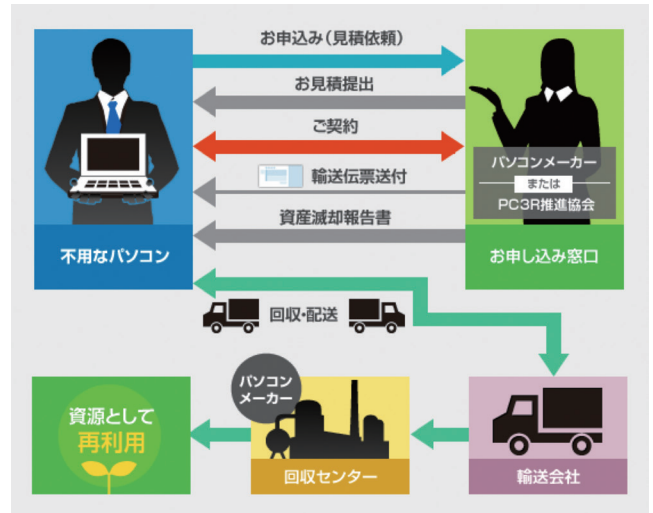 お申込み（見積依頼）
お見積提出
ご契約
輸送伝票送付
資産滅却報告書
不用なパソコン
パソコンメーカー
または
PC3R推進協会
お申し込み窓口
回収・配送
資源として
再利用
パソコン
メーカー
回収センター
輸送会社